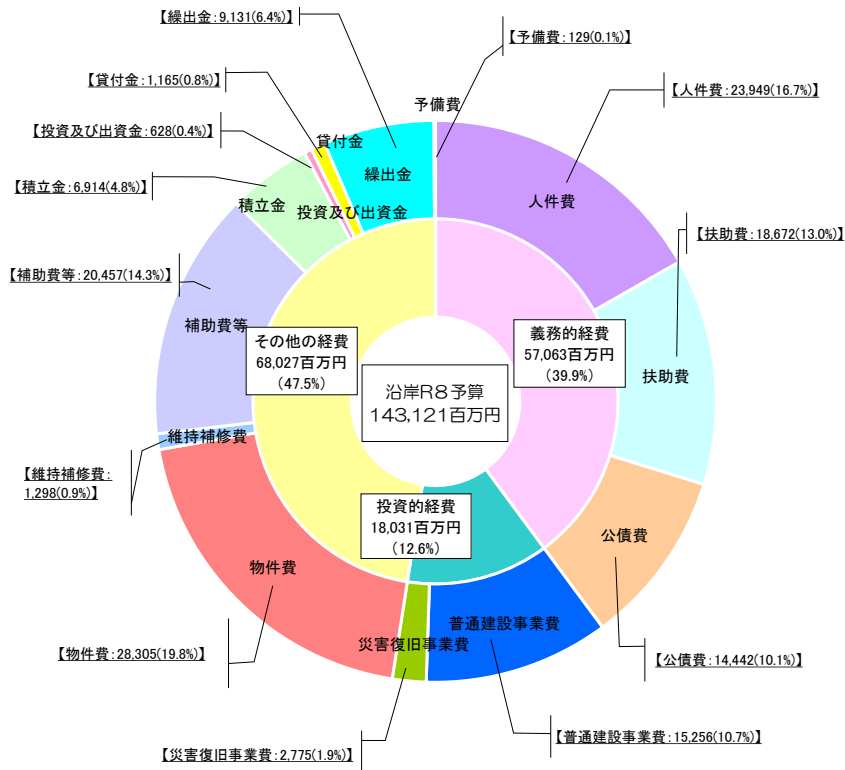 【繰出金：9,131(6.4%)】
【予備費：129(0.1%)】
【貸付金：1,165(0.8%)】
【人件費：23,949(16.7%)】
予備費
【投資及び出資金：628(0.4%)】
貸付金
繰出金
人件費
【積立金：6,914(4.8%)】
積立金
投資及び出資金
【扶助費：18,672(13.0%)】
【補助費等：20,457(14.3%)】
補助費等
その他の経費
68,027百万円
（47.5%）
義務的経費
57,063百万円
（39.9%）
扶助費
沿岸R８予算
143,121百万円
維持補修費
【維持補修費：
1,298(0.9%)】
投資的経費
18,031百万円
（12.6%）
公債費
物件費
普通建設事業費
災害復旧事業費
【物件費：28,305(19.8%)】
【公債費：14,442(10.1%)】
【普通建設事業費：15,256(10.7%)】
【災害復旧事業費：2,775(1.9%)】